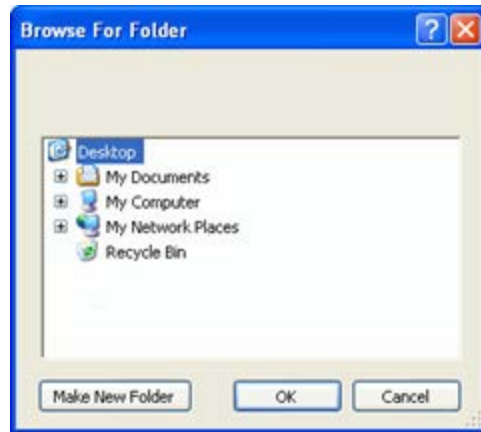 Browse For Folder
Desktop
My Documents
My Computer
My Network Places
Recycle Bin
Make New Folder OK Cancel